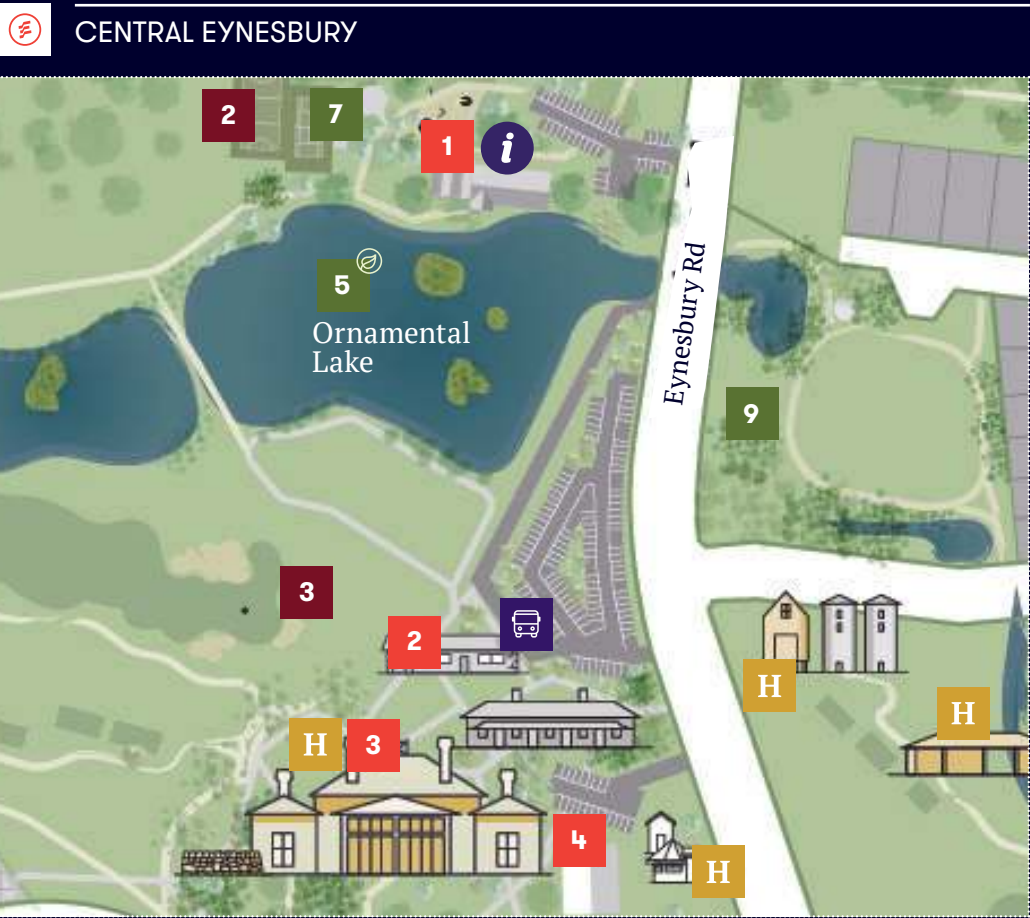 CENTRAL EYNESBURY
2
7
1
i
5
Ornamental
Lake
Eynesbury Rd
9
3
2
H
H
H
3
4
H